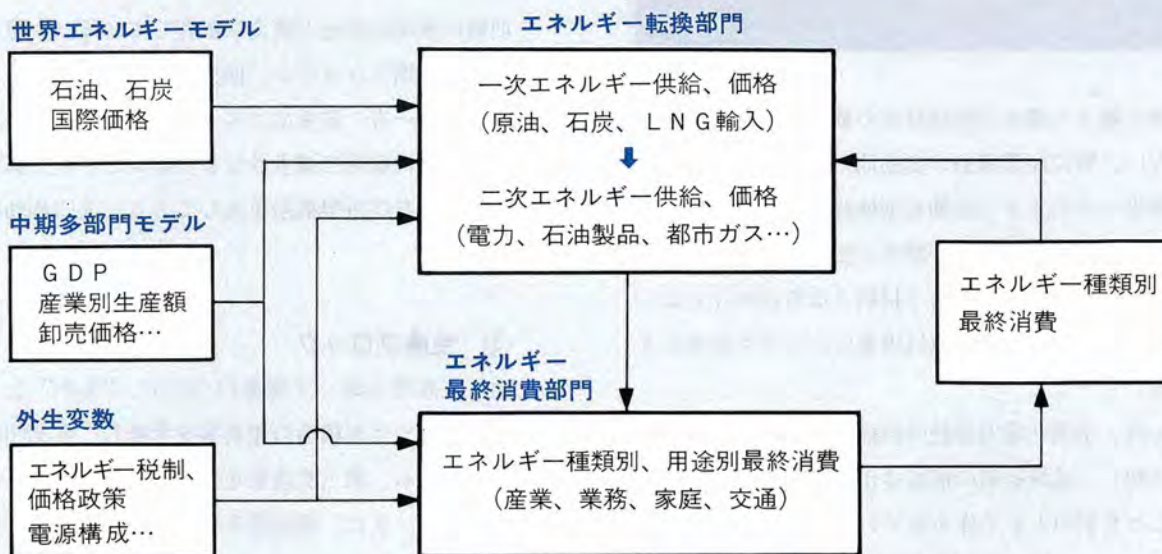 世界エネルギーモデル
石油、石炭
国際価格
中期多部門モデル
ＧＤＰ
産業別生産額
卸売価格…
外生変数
エネルギー税制、
価格政策
電源構成…
エネルギー転換部門
一次エネルギー供給、価格
(原油、石炭、ＬＮＧ輸入)
二次エネルギー供給、価格
(電力、石油製品、都市ガス…)
エネルギー
最終消費部門
エネルギー種類別、用途別最終消費
(産業、業務、家庭、交通)
エネルギー種類別
最終消費